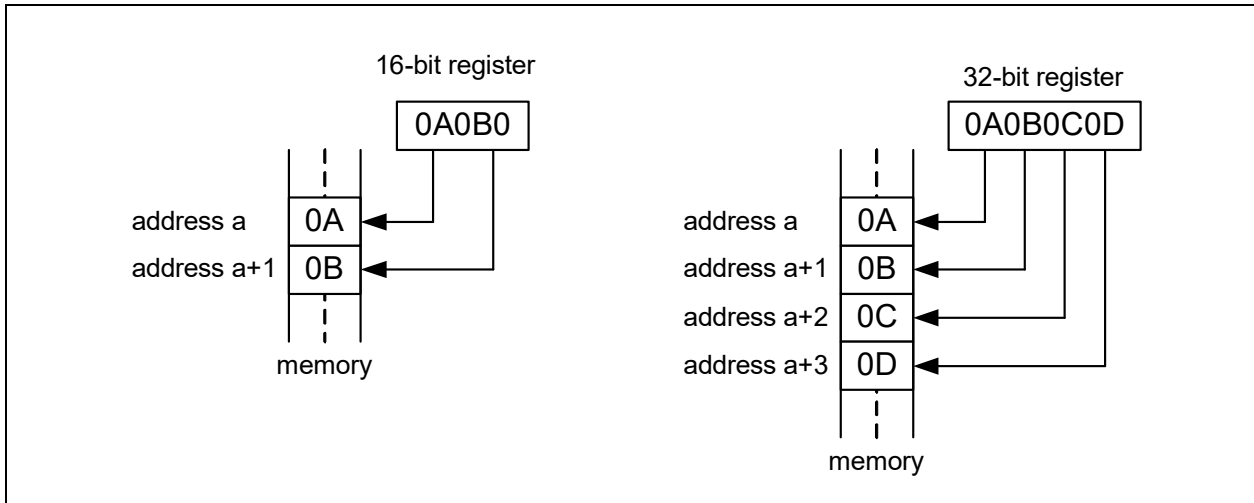 16-bit register
0A0B0
address a
0A
address a+1
0B
memory
32-bit register
0A0B0C0D
address a
0A
address a+1
0B
address a+2
0C
address a+3
0D
memory